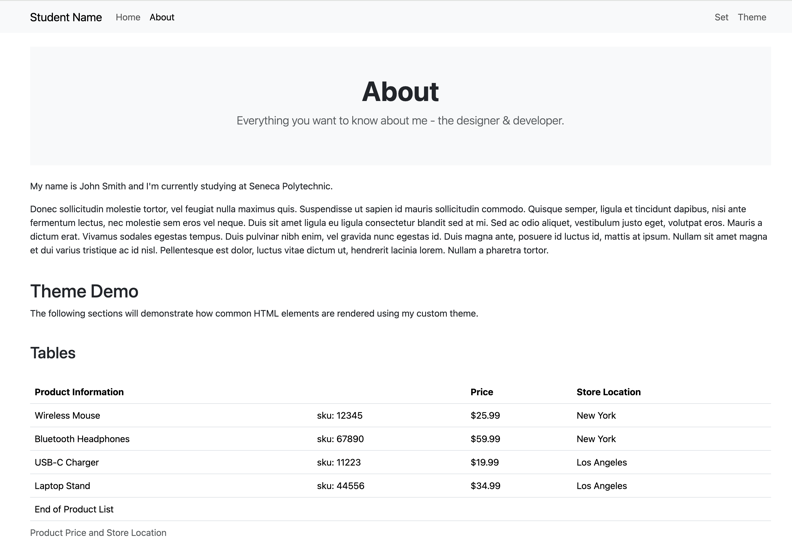 Student Name Home About Set Theme
About
Everything you want to know about me - the designer & developer.
My name is John Smith and I'm currently studying at Seneca Polytechnic.
Donec sollicitudin molestie tortor, vel feugiat nulla maximus quis. Suspendisse ut sapien id mauris sollicitudin commodo. Quisque semper, ligula et tincidunt dapibus, nisi ante
fermentum lectus, nec molestie sem eros vel neque. Duis sit amet ligula eu ligula consectetur blandit sed at mi. Sed ac odio aliquet, vestibulum justo eget, volutpat eros. Mauris a
dictum erat. Vivamus sodales egestas tempus. Duis pulvinar nibh enim, vel gravida nunc egestas id. Duis magna ante, posuere id luctus id, mattis at ipsum. Nullam sit amet magna
et dui varius tristique ac id nisl. Pellentesque est dolor, luctus vitae dictum ut, hendrerit lacinia lorem. Nullam a pharetra tortor.
Theme Demo
The following sections will demonstrate how common HTML elements are rendered using my custom theme.
Tables
Product Information Price Store Location
Wireless Mouse sku: 12345 $25.99 New York
Bluetooth Headphones sku: 67890 $59.99 New York
USB-C Charger sku: 11223 $19.99 Los Angeles
Laptop Stand sku: 44556 $34.99 Los Angeles
End of Product List
Product Price and Store Location